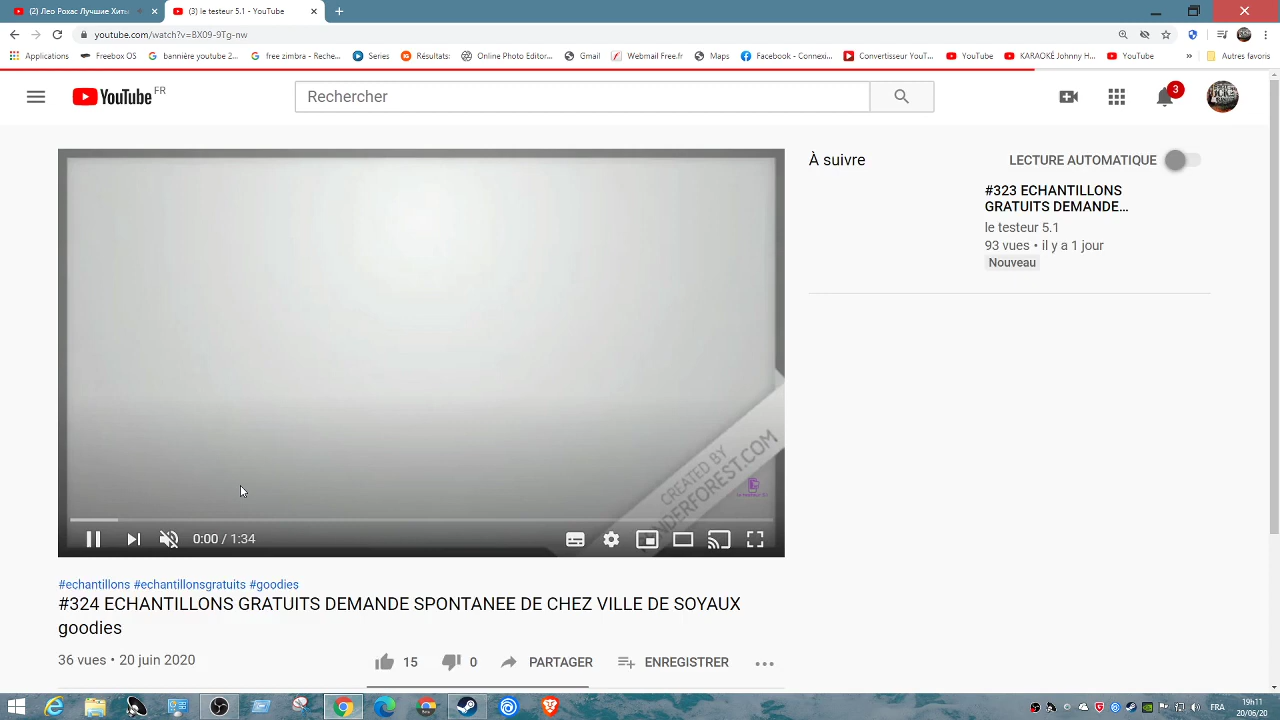 (2) Лео Рохас Лучшие Хиты
(3) le testeur 5.1 - YouTube
youtube.com/watch?v=BX09-9Tg-nw
Applications
Freebox OS
bannière youtube 2...
free zimbra - Reche...
Series
Résultats:
Online Photo Editor...
Gmail
Webmail Free.fr
Maps
Facebook - Connexi...
Convertisseur YouT...
YouTube
KARAOKÉ Johnny H...
YouTube
»
Autres favoris
YouTube FR
Rechercher
3
CREATED BY
NDERFOREST.COM
0:00 / 1:34
#echantillons #echantillonsgratuits #goodies
#324 ECHANTILLONS GRATUITS DEMANDE SPONTANEE DE CHEZ VILLE DE SOYAUX
goodies
36 vues • 20 juin 2020
15
0
PARTAGER
ENREGISTRER
À suivre
LECTURE AUTOMATIQUE
#323 ECHANTILLONS
GRATUITS DEMANDE...
le testeur 5.1
93 vues • il y a 1 jour
Nouveau
FRA
19h11
20/06/20